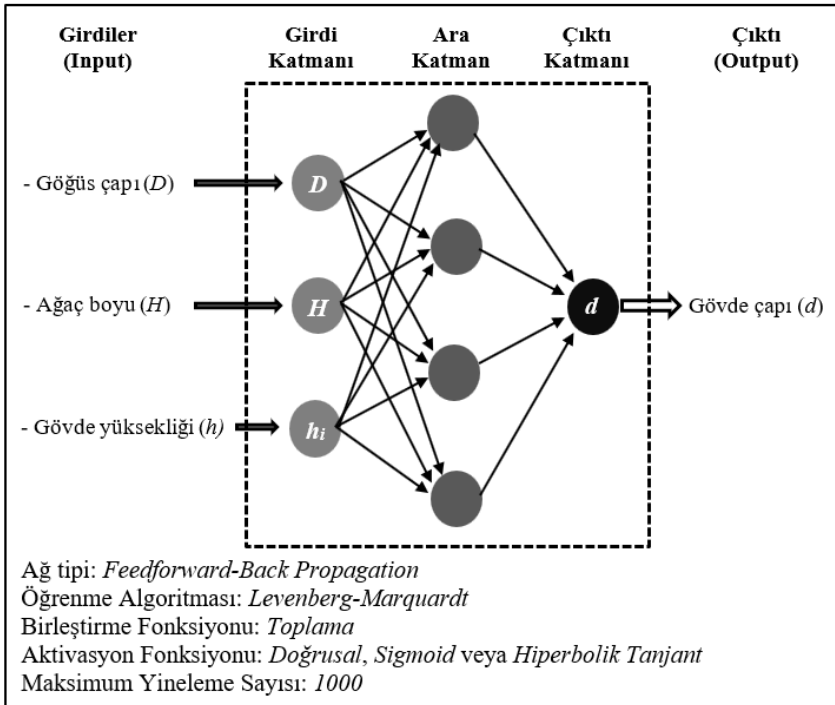 Girdiler
(Input)
Girdi
Katmanı
Ara
Katman
Çıktı
Katmanı
Çıktı
(Output)
- Göğüs çapı (D)
D
- Ağaç boyu (H)
H
d
Gövde çapı (d)
- Gövde yüksekliği (h)
hi
Ağ tipi: Feedforward-Back Propagation
Öğrenme Algoritması: Levenberg-Marquardt
Birleştirme Fonksiyonu: Toplama
Aktivasyon Fonksiyonu: Doğrusal, Sigmoid veya Hiperbolik Tanjant
Maksimum Yineleme Sayısı: 1000